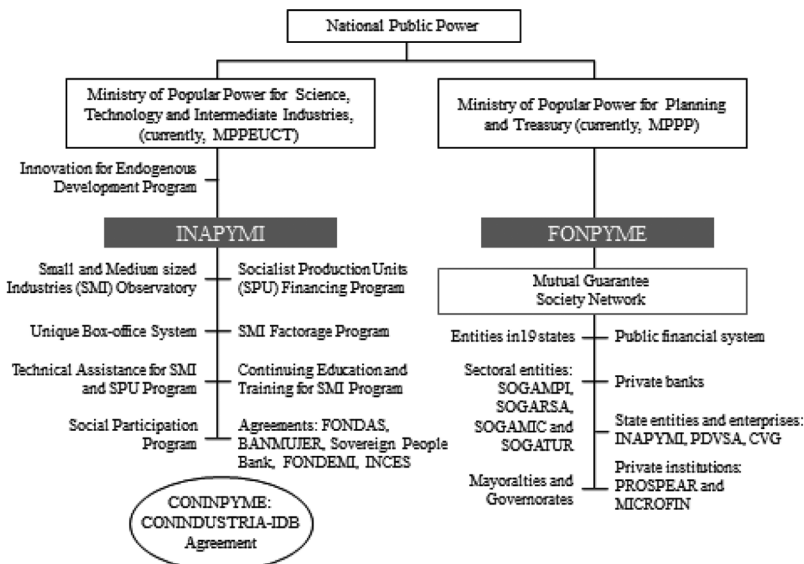 National Public Power
Ministry of Popular Power for Science,
Technology and Intermediate Industries,
(currently, MPPEUCT)
Ministry of Popular Power for Planning
and Treasury (currently, MPPP)
Innovation for Endogenous
Development Program
INAPYMI
Small and Medium sized
Industries (SMI) Observatory
Socialist Production Units
(SPU) Financing Program
Unique Box-office System
SMI Factorage Program
Technical Assistance for SMI
and SPU Program
Continuing Education and
Training for SMI Program
Social Participation
Program
Agreements: FONDAS,
BANMUJER, Sovereign People
Bank, FONDEMI, INCES
CONINPYME:
CONINDUSTRIA-IDB
Agreement
FONPYME
Mutual Guarantee
Society Network
Entities in19 states
Public financial system
Sectoral entities:
SOGAMPI,
SOGARSA,
SOGAMIC and
SOGATUR
Private banks
State entities and enterprises:
INAPYMI, PDVSA, CVG
Mayoralties and
Governorates
Private institutions:
PROSPEAR and
MICROFIN